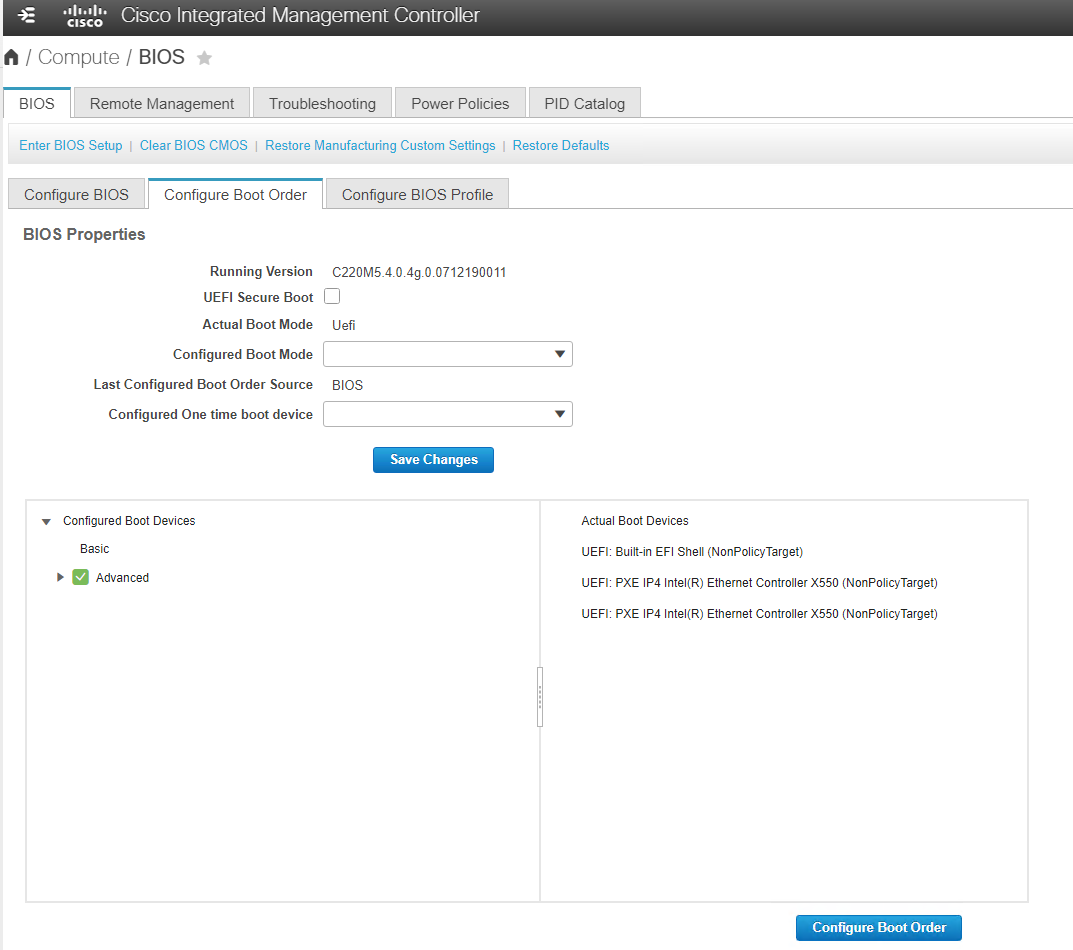 cisco Cisco Integrated Management Controller
/ Compute / BIOS
BIOS Remote Management Troubleshooting Power Policies PID Catalog
Enter BIOS Setup | Clear BIOS CMOS | Restore Manufacturing Custom Settings | Restore Defaults
Configure BIOS Configure Boot Order Configure BIOS Profile
BIOS Properties
Running Version C220M5.4.0.4g.0.0712190011
UEFI Secure Boot
Actual Boot Mode Uefi
Configured Boot Mode
Last Configured Boot Order Source BIOS
Configured One time boot device
Save Changes
Configured Boot Devices
Basic
Advanced
Actual Boot Devices
UEFI: Built-in EFI Shell (NonPolicyTarget)
UEFI: PXE IP4 Intel(R) Ethernet Controller X550 (NonPolicyTarget)
UEFI: PXE IP4 Intel(R) Ethernet Controller X550 (NonPolicyTarget)
Configure Boot Order